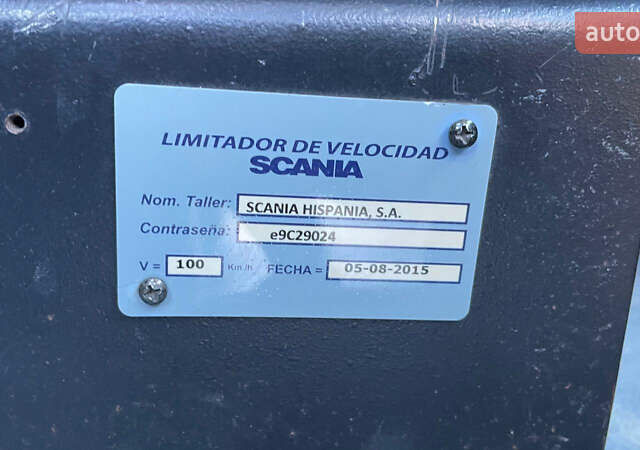 auto
LIMITADOR DE VELOCIDAD
SCANIA
Nom. Taller: SCANIA HISPANIA, S.A.
Contraseña: e9C29024
V = 100 Km./h FECHA = 05-08-2015